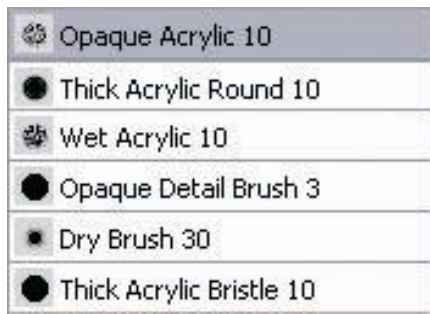 Opaque Acrylic 10
Thick Acrylic Round 10
Wet Acrylic 10
Opaque Detail Brush 3
Dry Brush 30
Thick Acrylic Bristle 10